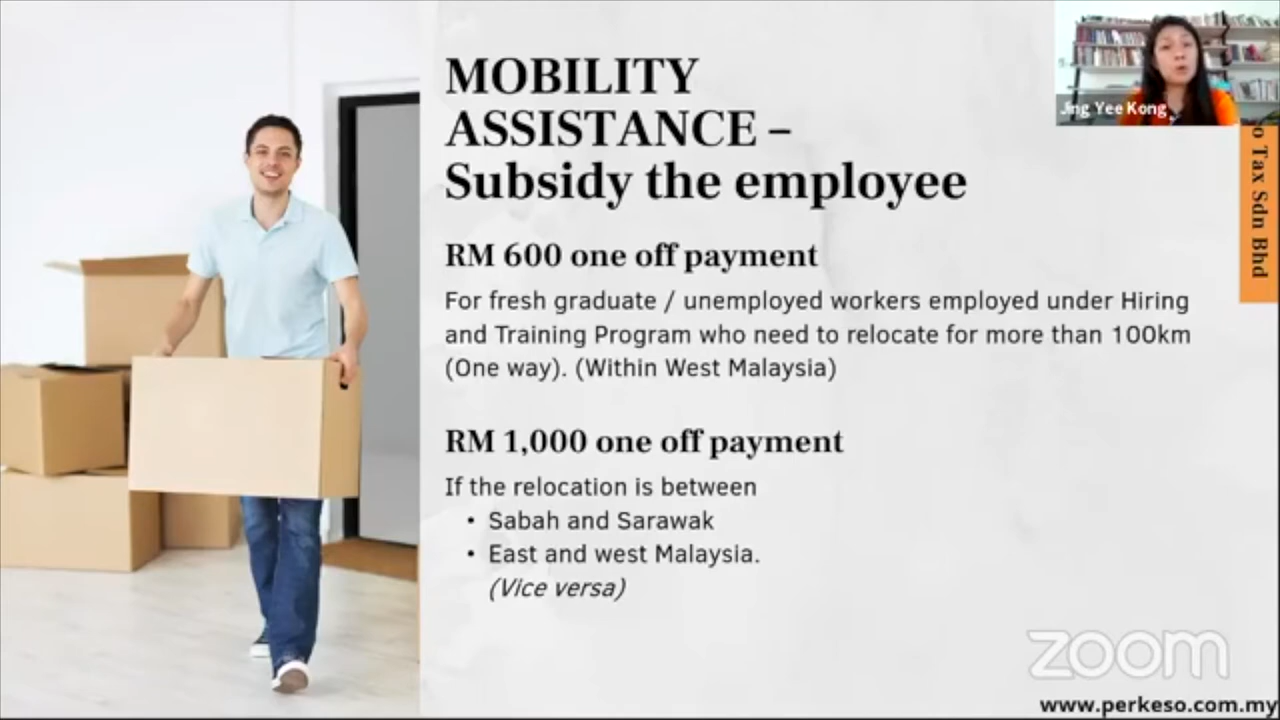 MOBILITY
ASSISTANCE –
Subsidy the employee
RM 600 one off payment
For fresh graduate / unemployed workers employed under Hiring
and Training Program who need to relocate for more than 100km
(One way). (Within West Malaysia)
RM 1,000 one off payment
If the relocation is between
• Sabah and Sarawak
• East and west Malaysia.
(Vice versa)
Jing Yee Kong
o Tax Sdn Bhd
zoom
www.perkeso.com.my